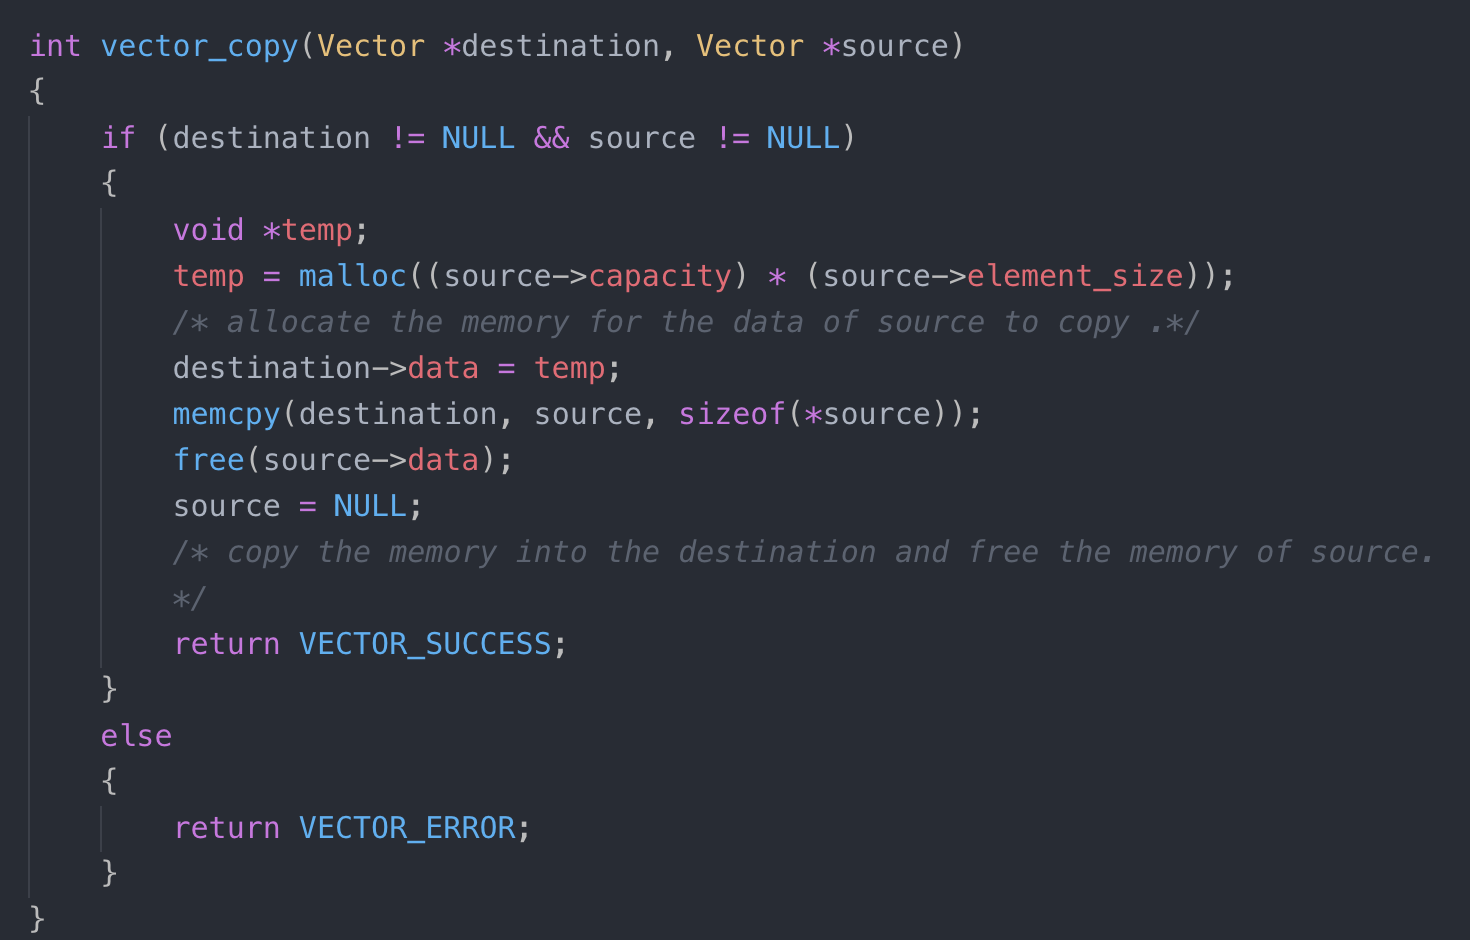 int vector_copy(Vector *destination, Vector *source)
{
    if (destination != NULL && source != NULL)
    {
        void *temp;
        temp = malloc((source->capacity) * (source->element_size));
        /* allocate the memory for the data of source to copy .*/
        destination->data = temp;
        memcpy(destination, source, sizeof(*source));
        free(source->data);
        source = NULL;
        /* copy the memory into the destination and free the memory of source.
        */
        return VECTOR_SUCCESS;
    }
    else
    {
        return VECTOR_ERROR;
    }
}